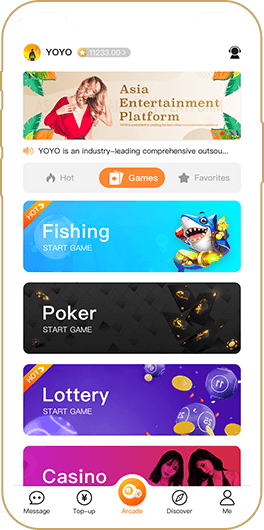 YOYO
11233.00 >
Asia
Entertainment
Platform
YOYO is an industry-leading comprehensive outsou...
Hot
Games
Favorites
HOT
Fishing
START GAME
Poker
START GAME
HOT
Lottery
START GAME
Casino
Message
Top-up
Arcade
Discover
Me